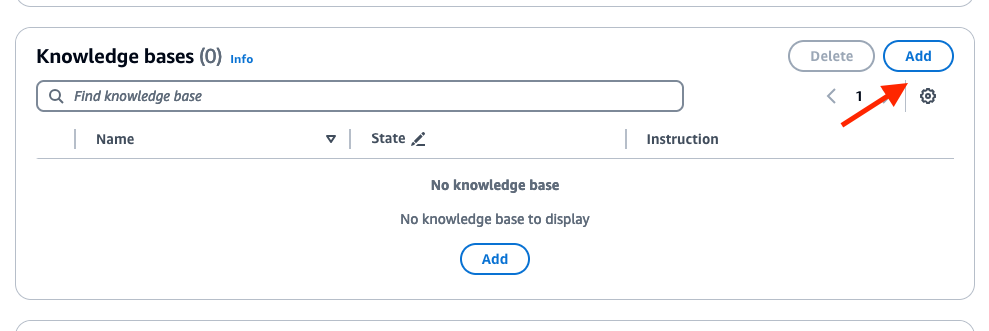 Knowledge bases (0) Info
Delete
Add
Find knowledge base
1
Name
State
Instruction
No knowledge base
No knowledge base to display
Add